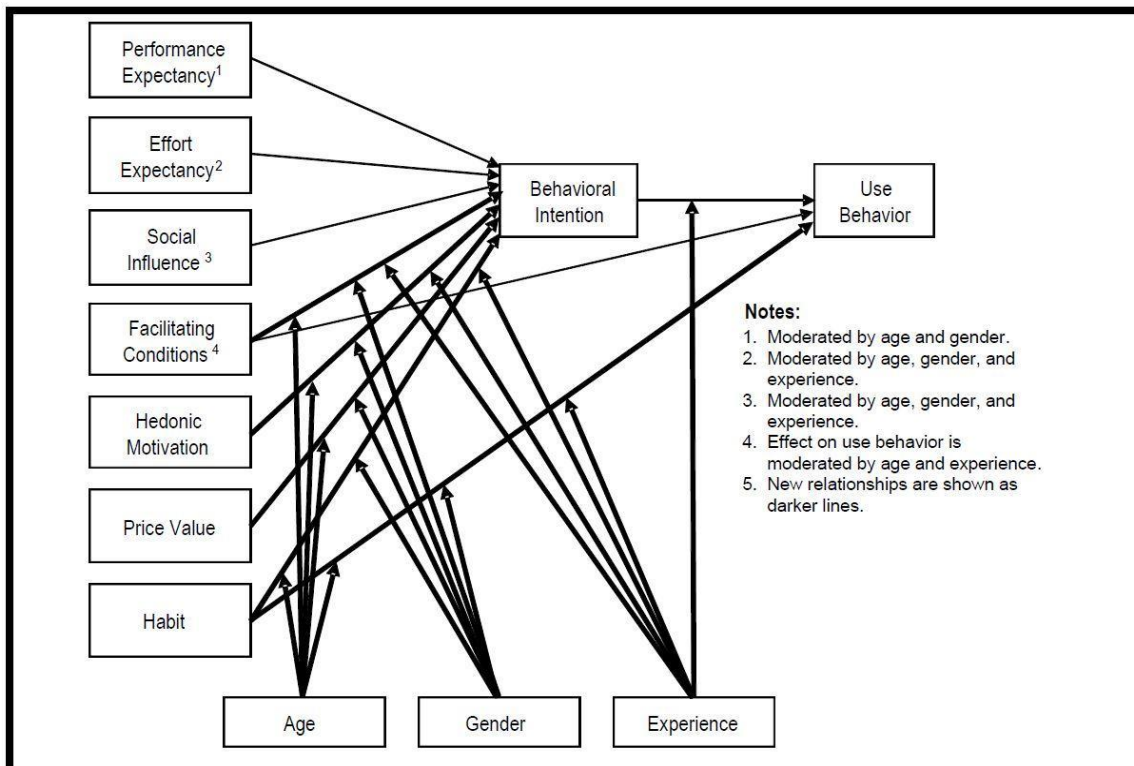 Performance
Expectancy1
Effort
Expectancy2
Social
Influence 3
Facilitating
Conditions 4
Hedonic
Motivation
Price Value
Habit
Behavioral
Intention
Use
Behavior
Notes:
1. Moderated by age and gender.
2. Moderated by age, gender, and
experience.
3. Moderated by age, gender, and
experience.
4. Effect on use behavior is
moderated by age and experience.
5. New relationships are shown as
darker lines.
Age
Gender
Experience